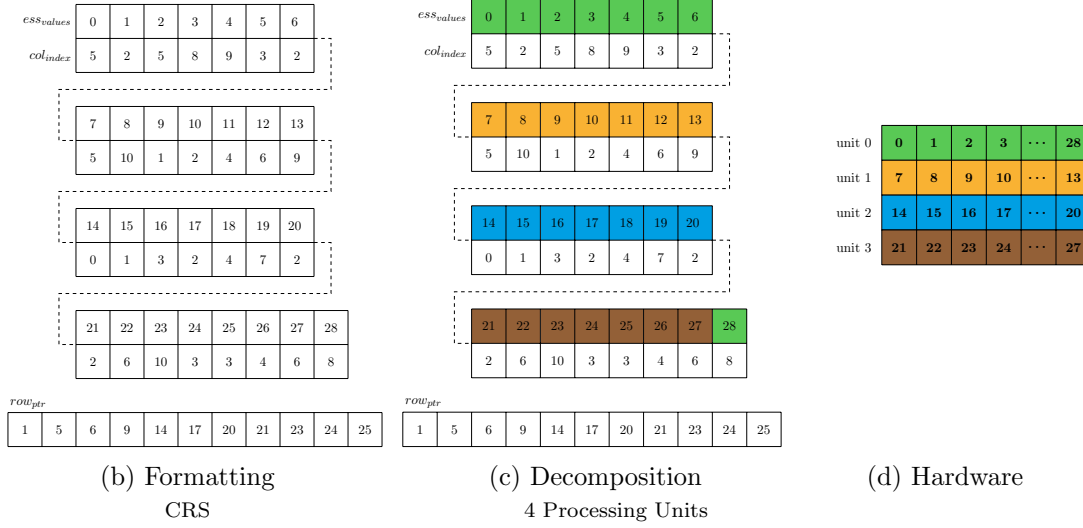 ess_values 0 1 2 3 4 5 6
col_index 5 2 5 8 9 3 2
7 8 9 10 11 12 13
5 10 1 2 4 6 9
14 15 16 17 18 19 20
0 1 3 2 4 7 2
21 22 23 24 25 26 27 28
2 6 10 3 3 4 6 8
row_ptr
1 5 6 9 14 17 20 21 23 24 25
(b) Formatting
CRS
ess_values 0 1 2 3 4 5 6
col_index 5 2 5 8 9 3 2
7 8 9 10 11 12 13
5 10 1 2 4 6 9
14 15 16 17 18 19 20
0 1 3 2 4 7 2
21 22 23 24 25 26 27 28
2 6 10 3 3 4 6 8
row_ptr
1 5 6 9 14 17 20 21 23 24 25
(c) Decomposition
4 Processing Units
unit 0 0 1 2 3 ··· 28
unit 1 7 8 9 10 ··· 13
unit 2 14 15 16 17 ··· 20
unit 3 21 22 23 24 ··· 27
(d) Hardware